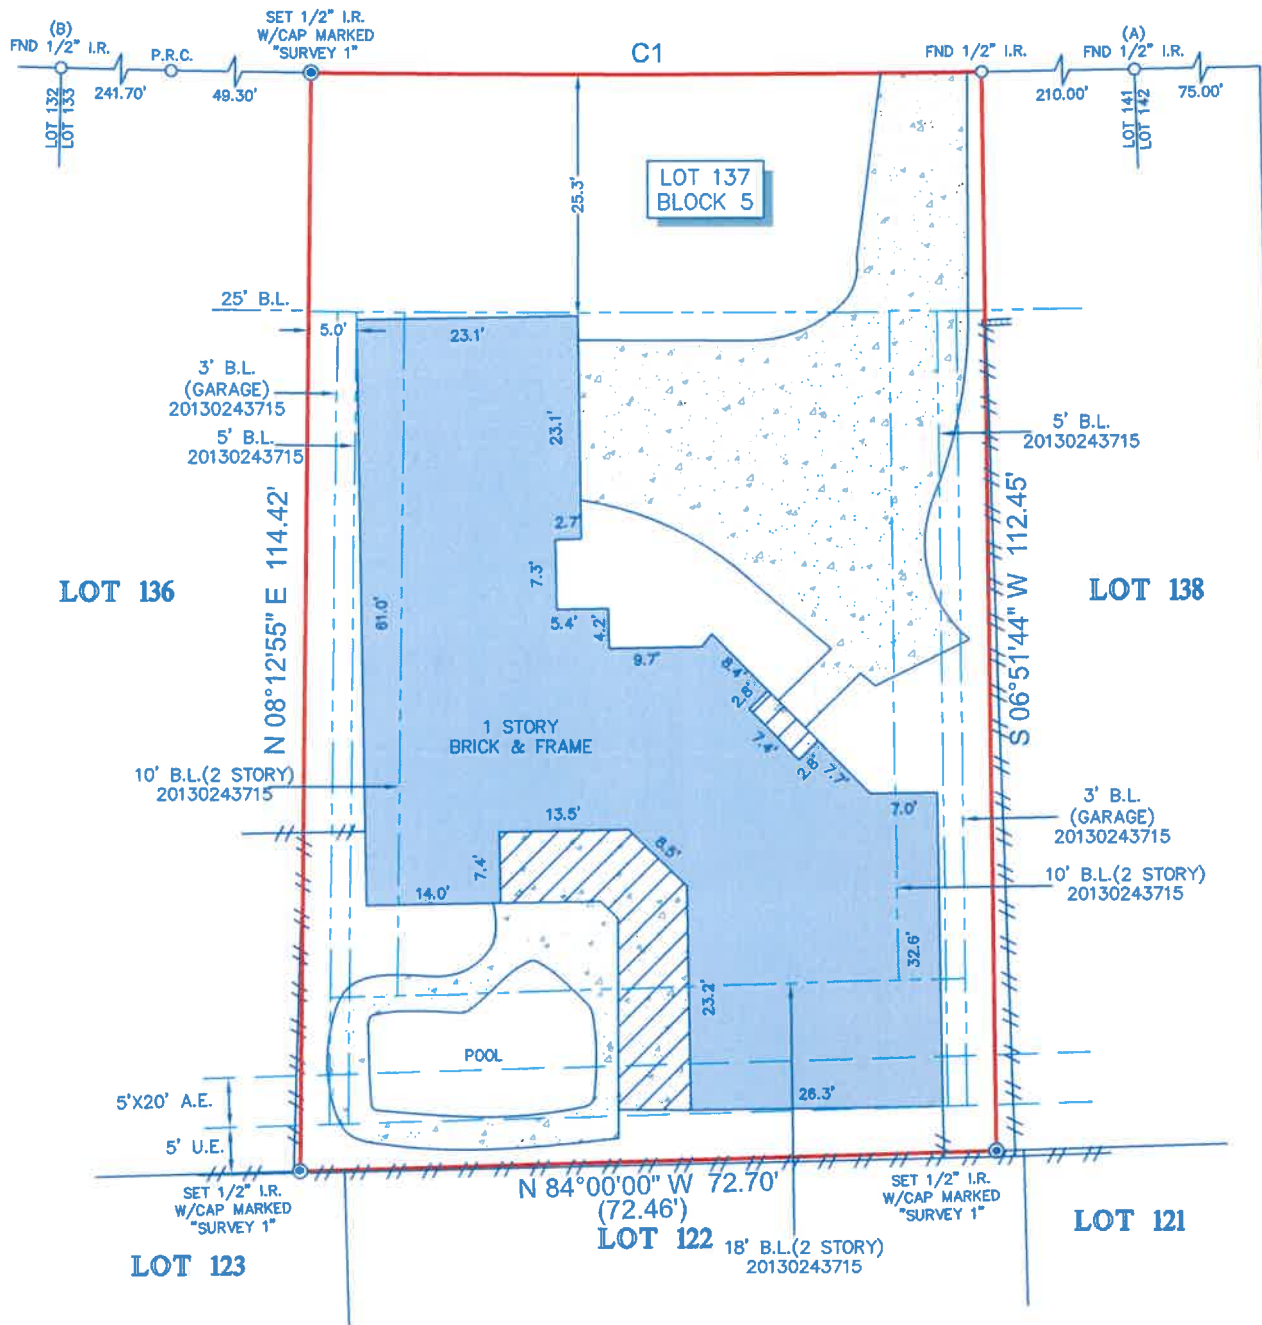 (B)
FND 1/2" I.R.
P.R.C.
SET 1/2" I.R.
W/CAP MARKED
"SURVEY 1"
C1
FND 1/2" I.R.
(A)
FND 1/2" I.R.
LOT 132
LOT 133
241.70'
49.30'
210.00'
LOT 141
LOT 142
75.00'
LOT 137
BLOCK 5
25.3'
25' B.L.
5.0'
23.1'
3' B.L.
(GARAGE)
20130243715
5' B.L.
20130243715
23.1'
5' B.L.
20130243715
N 08°12'55" E 114.42'
S 06°51'44" W 112.45'
2.7'
7.3'
LOT 136
LOT 138
61.0'
5.4'
4.2'
9.7'
8.4'
2.8'
7.4'
2.8'
7.7'
1 STORY
BRICK & FRAME
10' B.L.(2 STORY)
20130243715
7.0'
3' B.L.
(GARAGE)
20130243715
13.5'
8.5'
7.4'
14.0'
10' B.L.(2 STORY)
20130243715
32.6'
23.2'
POOL
26.3'
5'X20' A.E.
5' U.E.
SET 1/2" I.R.
W/CAP MARKED
"SURVEY 1"
N 84°00'00" W 72.70'
(72.46')
SET 1/2" I.R.
W/CAP MARKED
"SURVEY 1"
LOT 123
LOT 122
LOT 121
18' B.L.(2 STORY)
20130243715